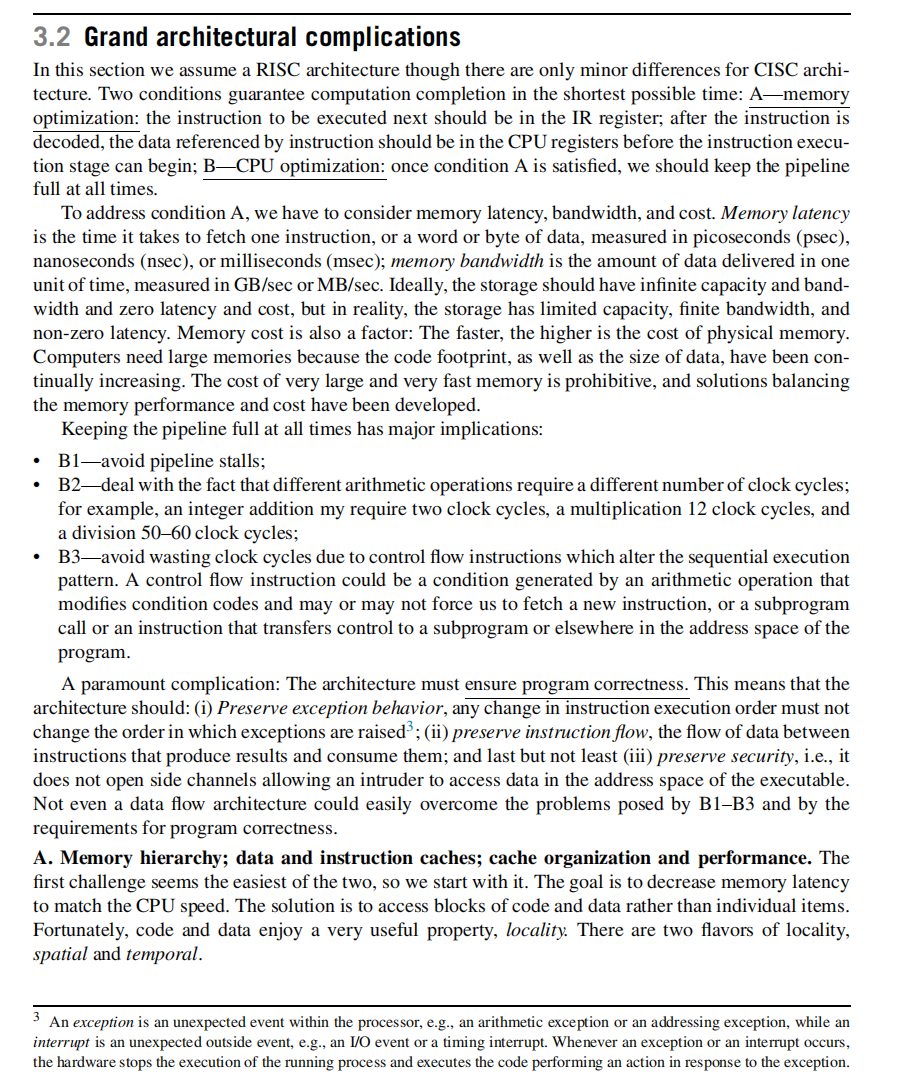 3.2 Grand architectural complications
In this section we assume a RISC architecture though there are only minor differences for CISC archi-
tecture. Two conditions guarantee computation completion in the shortest possible time: A—memory
optimization: the instruction to be executed next should be in the IR register; after the instruction is
decoded, the data referenced by instruction should be in the CPU registers before the instruction execu-
tion stage can begin; B—CPU optimization: once condition A is satisfied, we should keep the pipeline
full at all times.
To address condition A, we have to consider memory latency, bandwidth, and cost. Memory latency
is the time it takes to fetch one instruction, or a word or byte of data, measured in picoseconds (psec),
nanoseconds (nsec), or milliseconds (msec); memory bandwidth is the amount of data delivered in one
unit of time, measured in GB/sec or MB/sec. Ideally, the storage should have infinite capacity and band-
width and zero latency and cost, but in reality, the storage has limited capacity, finite bandwidth, and
non-zero latency. Memory cost is also a factor: The faster, the higher is the cost of physical memory.
Computers need large memories because the code footprint, as well as the size of data, have been con-
tinually increasing. The cost of very large and very fast memory is prohibitive, and solutions balancing
the memory performance and cost have been developed.
Keeping the pipeline full at all times has major implications:
• B1—avoid pipeline stalls;
• B2—deal with the fact that different arithmetic operations require a different number of clock cycles;
for example, an integer addition my require two clock cycles, a multiplication 12 clock cycles, and
a division 50–60 clock cycles;
• B3—avoid wasting clock cycles due to control flow instructions which alter the sequential execution
pattern. A control flow instruction could be a condition generated by an arithmetic operation that
modifies condition codes and may or may not force us to fetch a new instruction, or a subprogram
call or an instruction that transfers control to a subprogram or elsewhere in the address space of the
program.
A paramount complication: The architecture must ensure program correctness. This means that the
architecture should: (i) Preserve exception behavior, any change in instruction execution order must not
change the order in which exceptions are raised3; (ii) preserve instruction flow, the flow of data between
instructions that produce results and consume them; and last but not least (iii) preserve security, i.e., it
does not open side channels allowing an intruder to access data in the address space of the executable.
Not even a data flow architecture could easily overcome the problems posed by B1–B3 and by the
requirements for program correctness.
A. Memory hierarchy; data and instruction caches; cache organization and performance. The
first challenge seems the easiest of the two, so we start with it. The goal is to decrease memory latency
to match the CPU speed. The solution is to access blocks of code and data rather than individual items.
Fortunately, code and data enjoy a very useful property, locality. There are two flavors of locality,
spatial and temporal.
3 An exception is an unexpected event within the processor, e.g., an arithmetic exception or an addressing exception, while an
interrupt is an unexpected outside event, e.g., an I/O event or a timing interrupt. Whenever an exception or an interrupt occurs,
the hardware stops the execution of the running process and executes the code performing an action in response to the exception.